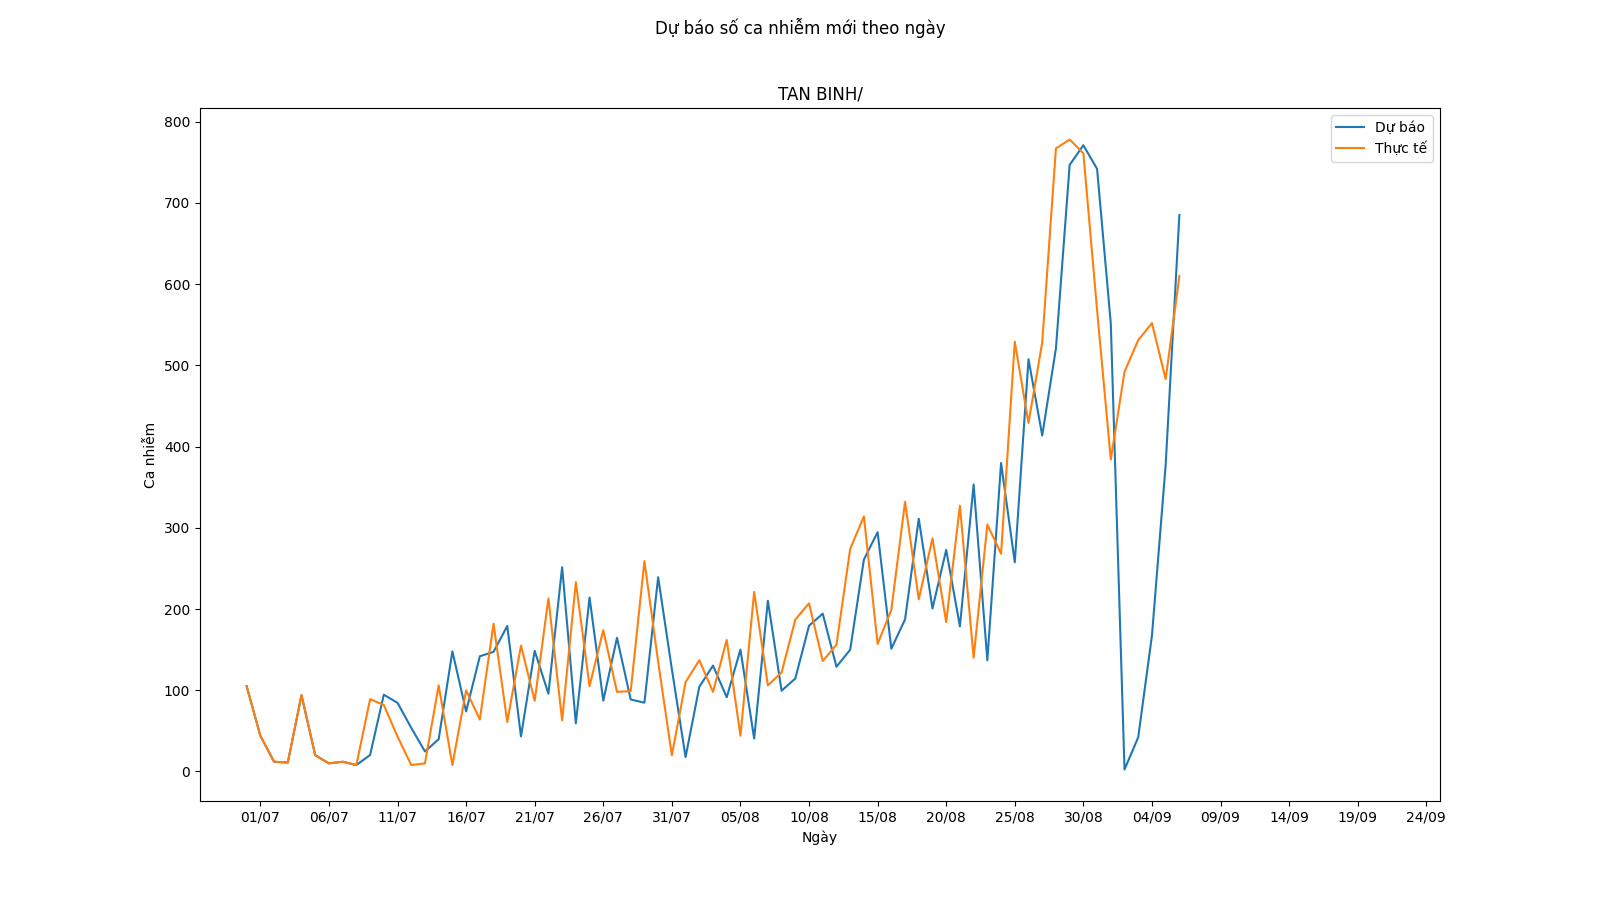 Dự báo số ca nhiễm mới theo ngày
TAN BINH/
Dự báo
Thực tế
800
700
600
500
400
300
200
100
0
Ca nhiễm
01/07 06/07 11/07 16/07 21/07 26/07 31/07 05/08 10/08 15/08 20/08 25/08 30/08 04/09 09/09 14/09 19/09 24/09
Ngày